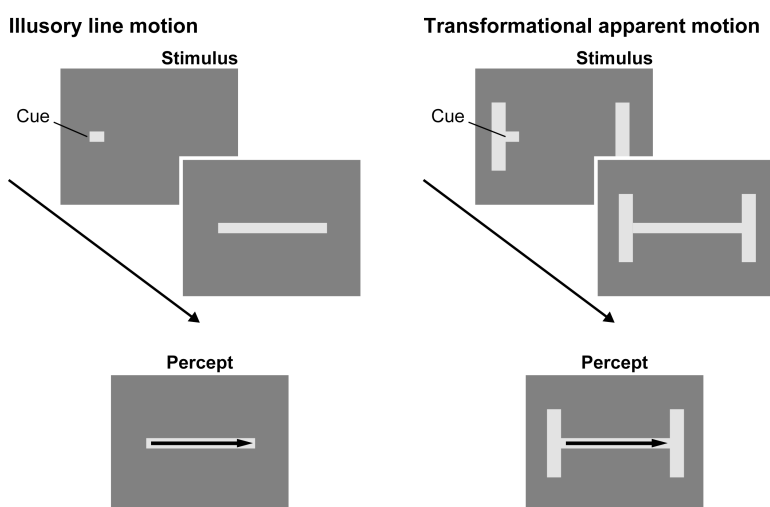 Illusory line motion
Stimulus
Cue
Percept
Transformational apparent motion
Stimulus
Cue
Percept